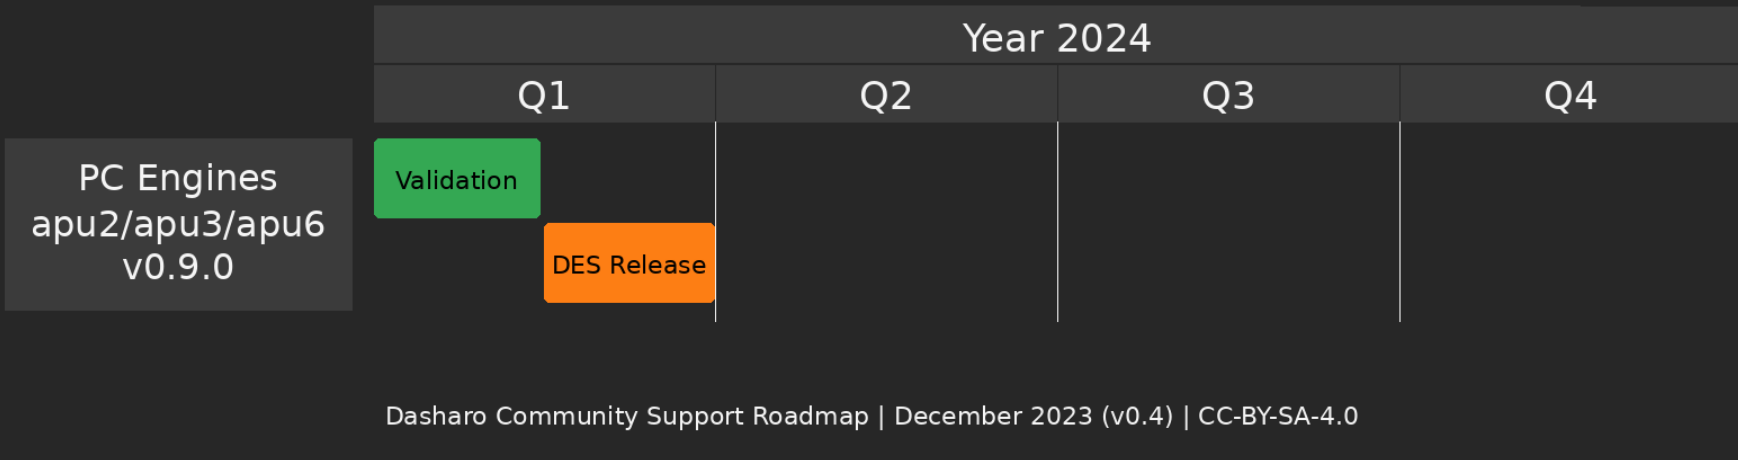 Year 2024
Q1 Q2 Q3 Q4
PC Engines
apu2/apu3/apu6
v0.9.0
Validation
DES Release
Dasharo Community Support Roadmap | December 2023 (v0.4) | CC-BY-SA-4.0